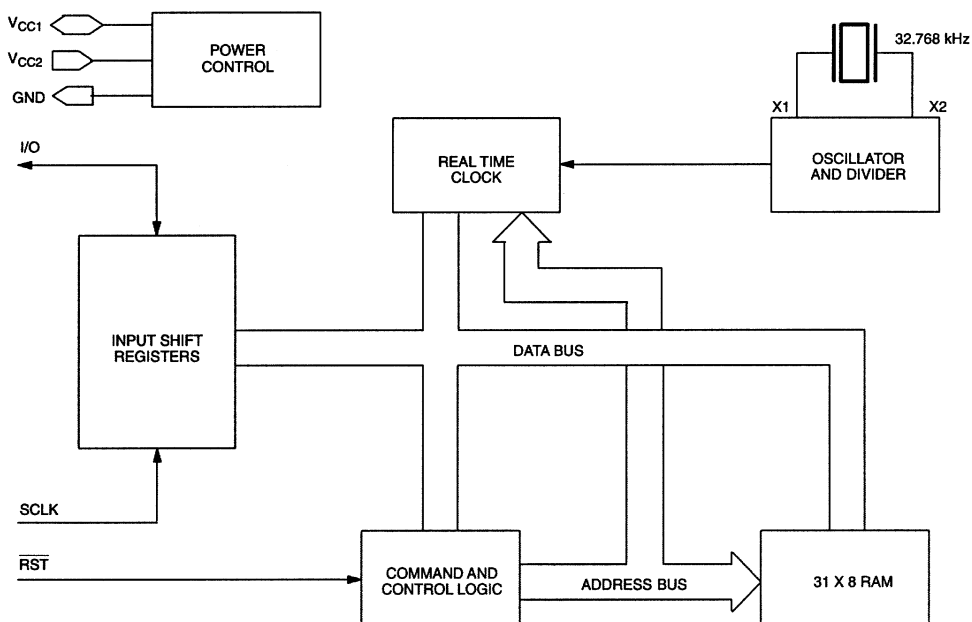 VCC1
VCC2
GND
POWER
CONTROL
32.768 kHz
X1
X2
I/O
REAL TIME
CLOCK
OSCILLATOR
AND DIVIDER
INPUT SHIFT
REGISTERS
DATA BUS
SCLK
RST
COMMAND AND
CONTROL LOGIC
ADDRESS BUS
31 X 8 RAM